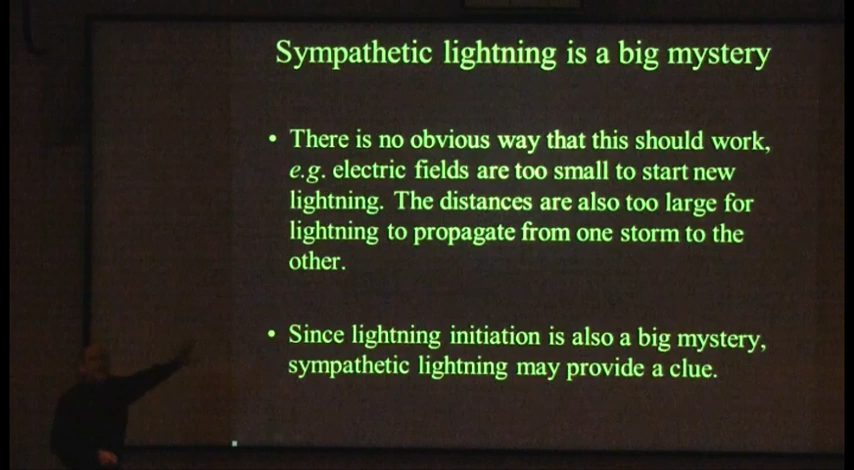 Sympathetic lightning is a big mystery
• There is no obvious way that this should work,
e.g. electric fields are too small to start new
lightning. The distances are also too large for
lightning to propagate from one storm to the
other.
• Since lightning initiation is also a big mystery,
sympathetic lightning may provide a clue.